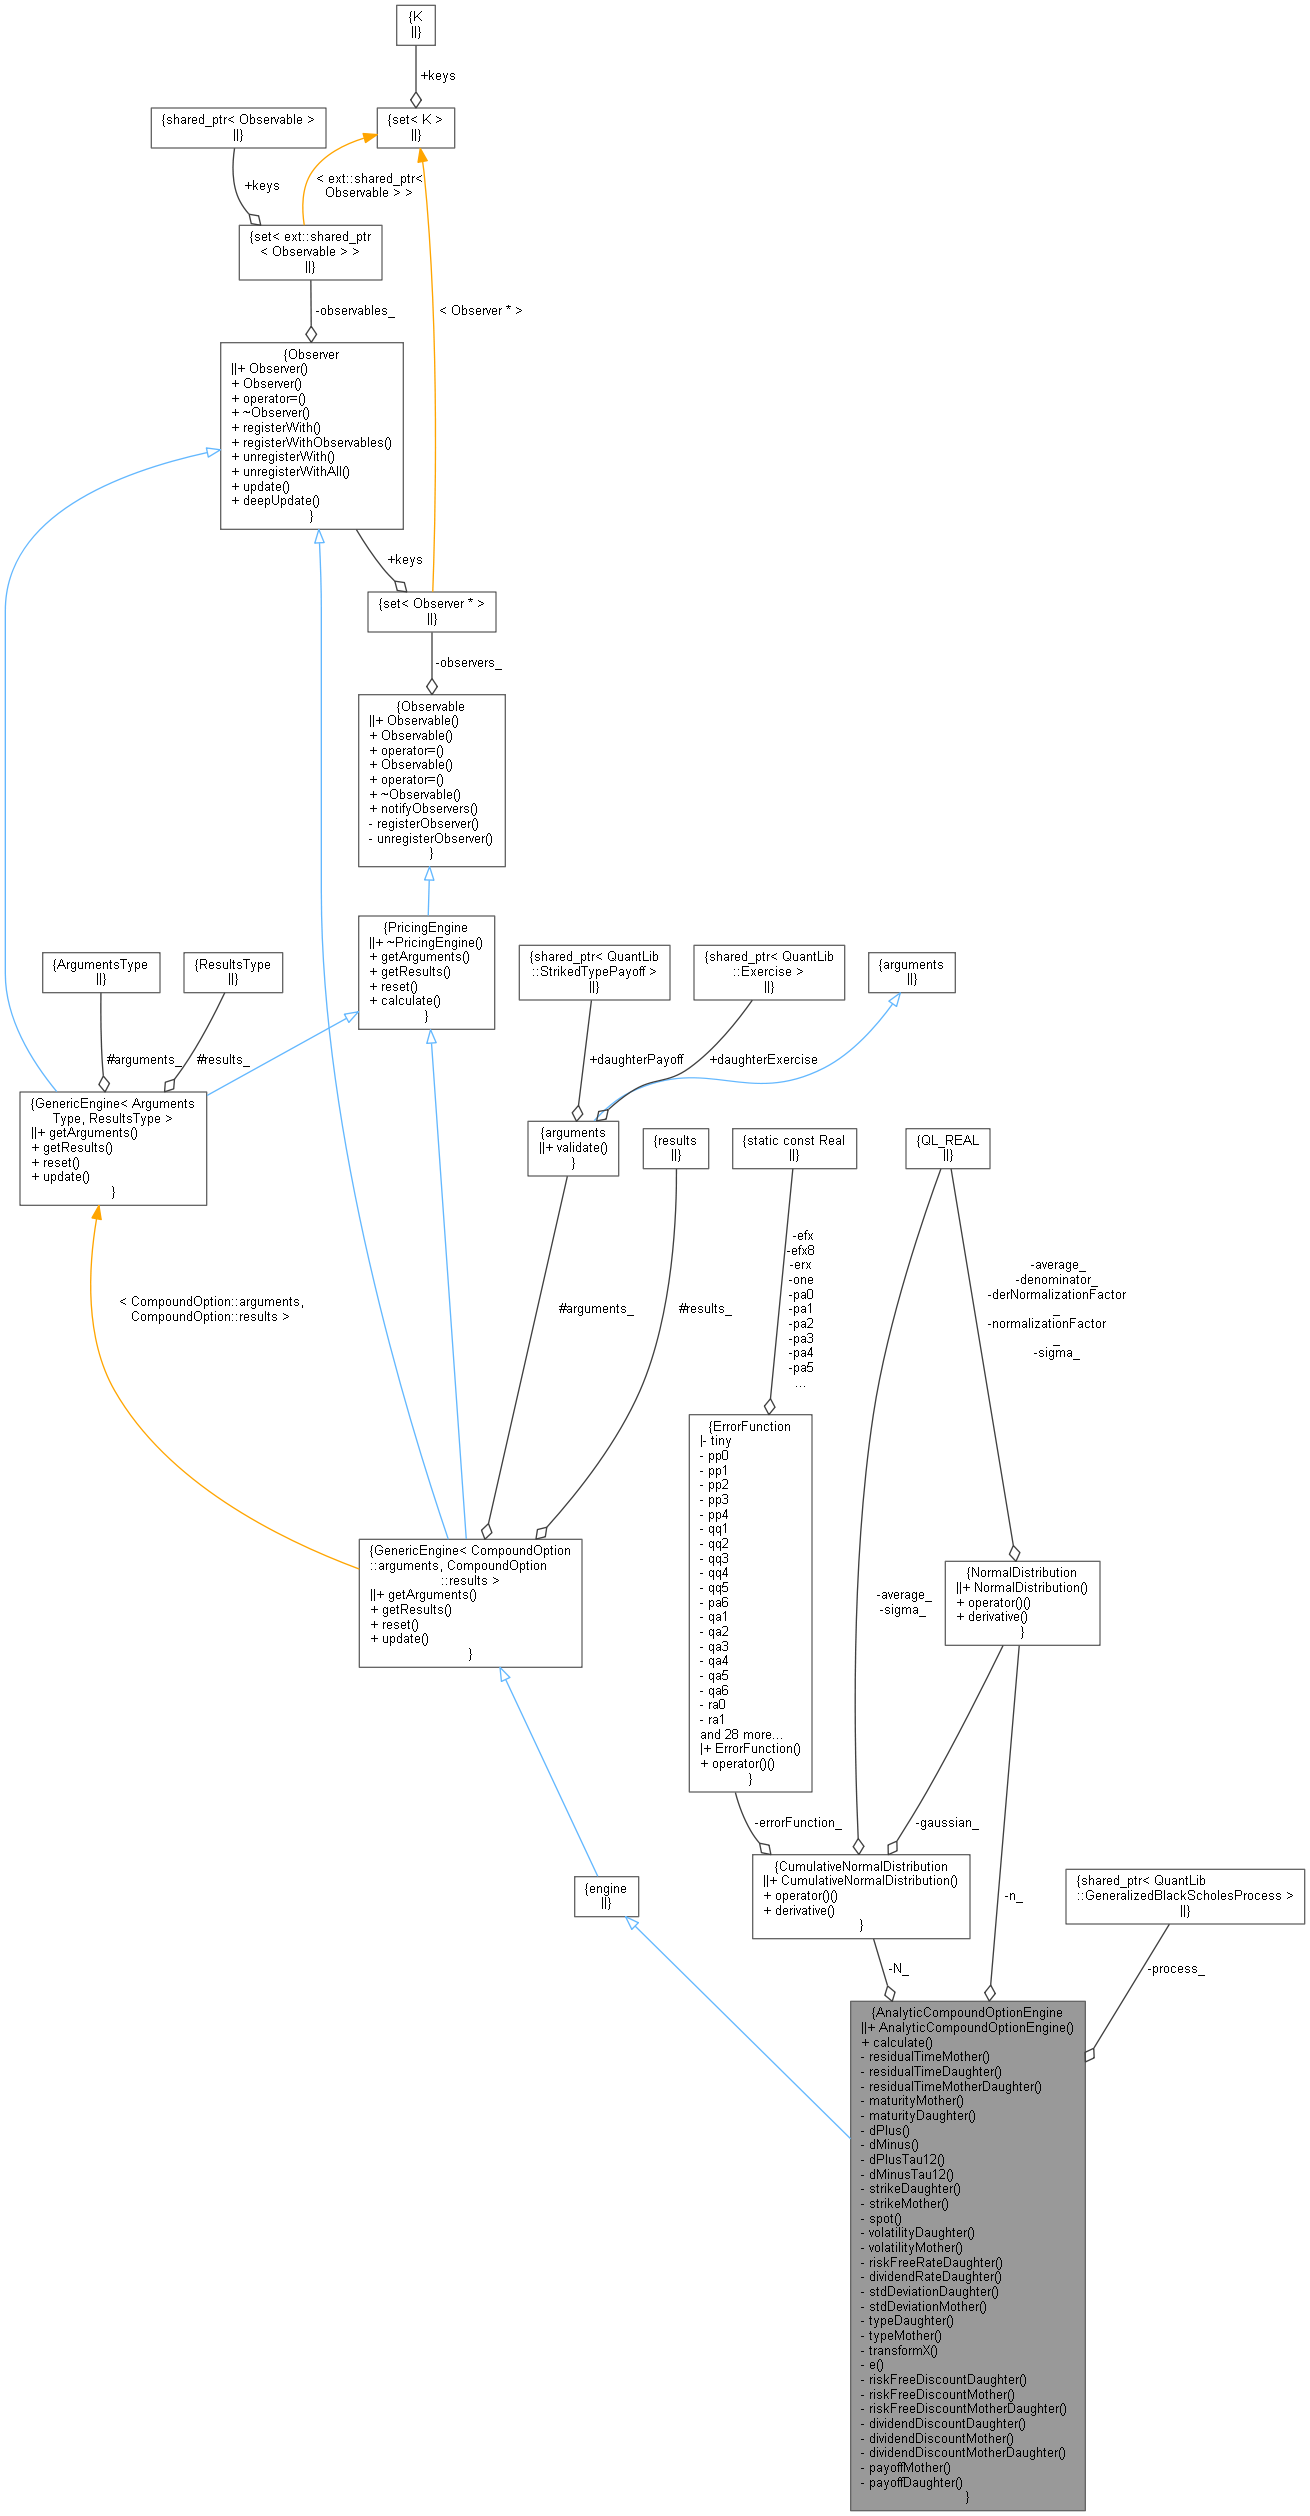 {K
||}
+keys
{shared_ptr< Observable >
||}
{set< K >
||}
+keys
< ext::shared_ptr<
Observable > >
{set< ext::shared_ptr
< Observable > >
||}
-observables_
< Observer * >
{Observer
||+ Observer()
+ Observer()
+ operator=()
+ ~Observer()
+ registerWith()
+ registerWithObservables()
+ unregisterWith()
+ unregisterWithAll()
+ update()
+ deepUpdate()
}
+keys
{set< Observer * >
||}
-observers_
{Observable
||+ Observable()
+ Observable()
+ operator=()
+ Observable()
+ operator=()
+ ~Observable()
+ notifyObservers()
- registerObserver()
- unregisterObserver()
}
{PricingEngine
||+ ~PricingEngine()
+ getArguments()
+ getResults()
+ reset()
+ calculate()
}
{ArgumentsType
||}
{ResultsType
||}
{shared_ptr< QuantLib
::StrikedTypePayoff >
||}
{shared_ptr< QuantLib
::Exercise >
||}
{arguments
||}
#arguments_
#results_
+daughterPayoff
+daughterExercise
{GenericEngine< Arguments
Type, ResultsType >
||+ getArguments()
+ getResults()
+ reset()
+ update()
}
{arguments
||+ validate()
}
{results
||}
{static const Real
||}
{QL_REAL
||}
< CompoundOption::arguments,
CompoundOption::results >
#arguments_
#results_
-efx
-efx8
-erx
-one
-pa0
-pa1
-pa2
-pa3
-pa4
-pa5
...
-average_
-denominator_
-derNormalizationFactor
_
-normalizationFactor
_
-sigma_
{ErrorFunction
|- tiny
- pp0
- pp1
- pp2
- pp3
- pp4
- qq1
- qq2
- qq3
- qq4
- qq5
- pa6
- qa1
- qa2
- qa3
- qa4
- qa5
- qa6
- ra0
- ra1
and 28 more...
|+ ErrorFunction()
+ operator()()
}
{GenericEngine< CompoundOption
::arguments, CompoundOption
::results >
||+ getArguments()
+ getResults()
+ reset()
+ update()
}
-average_
-sigma_
{NormalDistribution
||+ NormalDistribution()
+ operator()()
+ derivative()
}
-errorFunction_
-gaussian_
{engine
||}
{CumulativeNormalDistribution
||+ CumulativeNormalDistribution()
+ operator()()
+ derivative()
}
-n_
{shared_ptr< QuantLib
::GeneralizedBlackScholesProcess >
||}
-N_
-process_
{AnalyticCompoundOptionEngine
||+ AnalyticCompoundOptionEngine()
+ calculate()
- residualTimeMother()
- residualTimeDaughter()
- residualTimeMotherDaughter()
- maturityMother()
- maturityDaughter()
- dPlus()
- dMinus()
- dPlusTau12()
- dMinusTau12()
- strikeDaughter()
- strikeMother()
- spot()
- volatilityDaughter()
- volatilityMother()
- riskFreeRateDaughter()
- dividendRateDaughter()
- stdDeviationDaughter()
- stdDeviationMother()
- typeDaughter()
- typeMother()
- transformX()
- e()
- riskFreeDiscountDaughter()
- riskFreeDiscountMother()
- riskFreeDiscountMotherDaughter()
- dividendDiscountDaughter()
- dividendDiscountMother()
- dividendDiscountMotherDaughter()
- payoffMother()
- payoffDaughter()
}